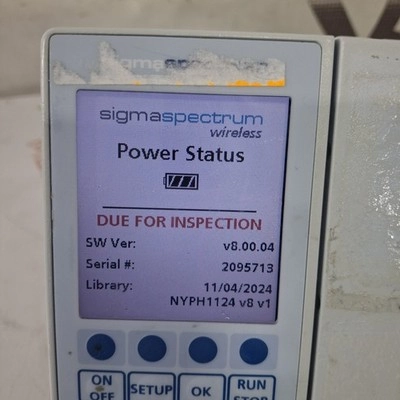 sigmaspectrum
sigmaspectrum
wireless
Power Status
DUE FOR INSPECTION
SW Ver: v8.00.04
Serial #: 2095713
Library: 11/04/2024
NYPH1124 v8 v1
ON
OFF
SETUP
OK
RUN
STOP